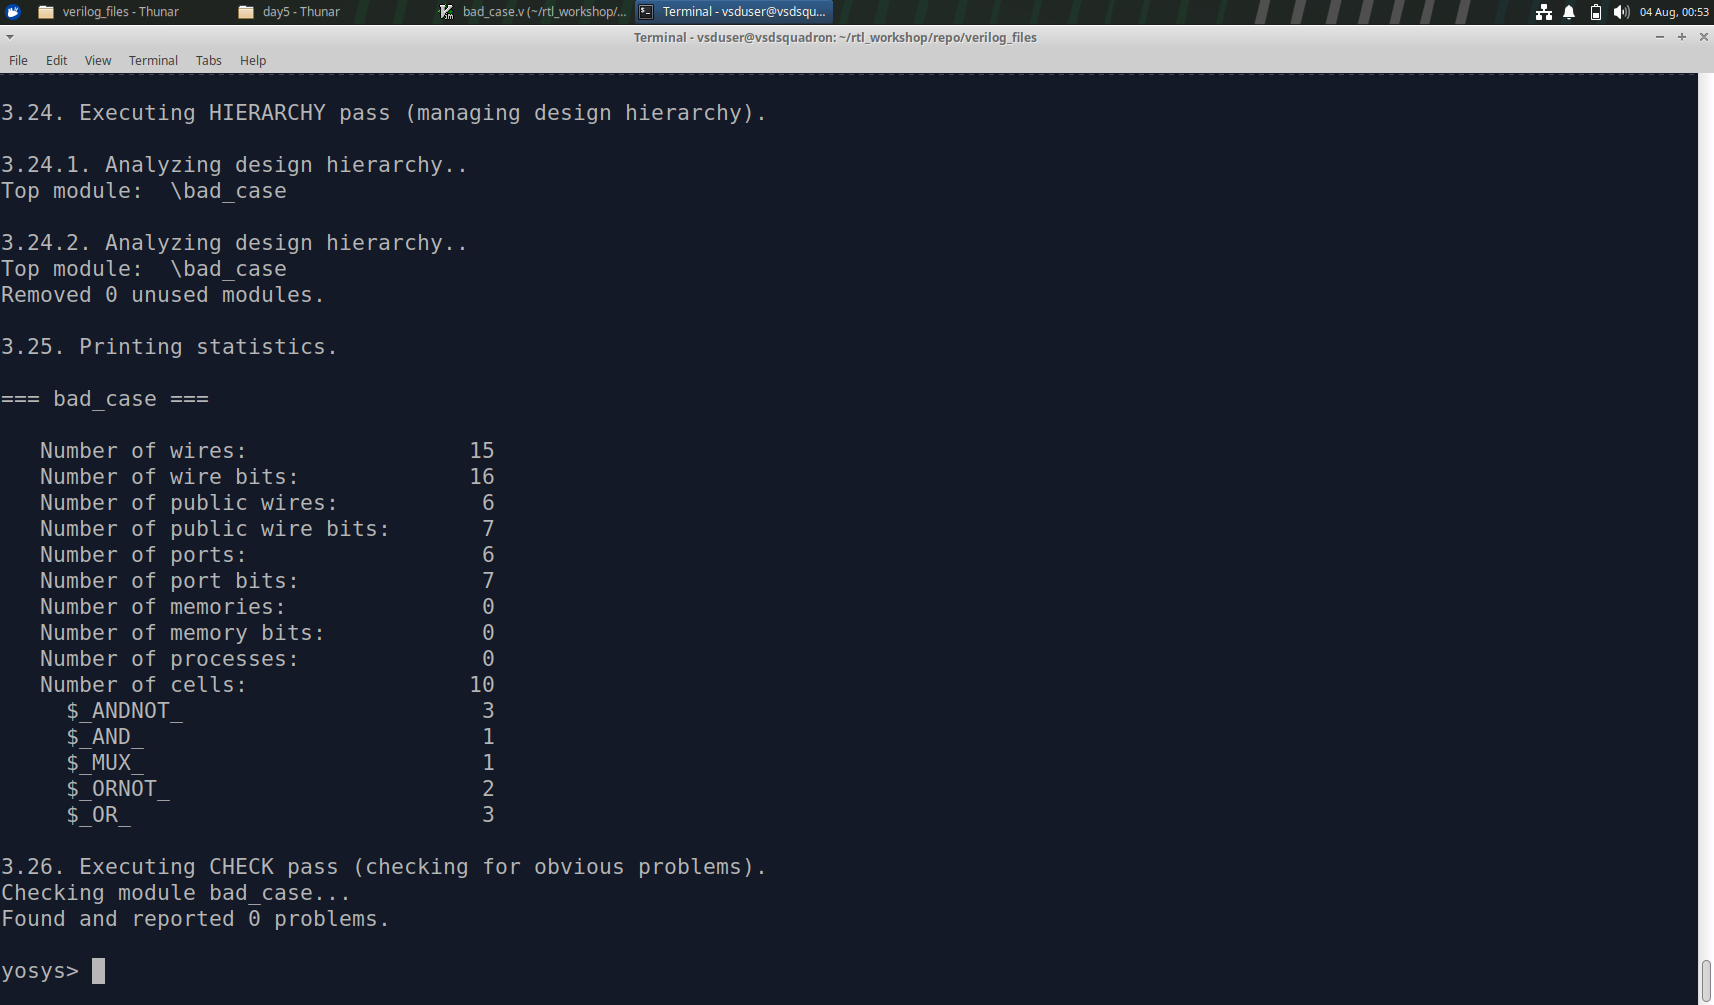 verilog_files - Thunar day5 - Thunar bad_case.v (~/rtl_workshop/... Terminal - vsduser@vsdsqu... 04 Aug, 00:53
Terminal - vsduser@vsdsquadron: ~/rtl_workshop/repo/verilog_files
File Edit View Terminal Tabs Help
3.24. Executing HIERARCHY pass (managing design hierarchy).
3.24.1. Analyzing design hierarchy..
Top module:  \bad_case
3.24.2. Analyzing design hierarchy..
Top module:  \bad_case
Removed 0 unused modules.
3.25. Printing statistics.
=== bad_case ===
Number of wires: 15
Number of wire bits: 16
Number of public wires: 6
Number of public wire bits: 7
Number of ports: 6
Number of port bits: 7
Number of memories: 0
Number of memory bits: 0
Number of processes: 0
Number of cells: 10
$_ANDNOT_ 3
$_AND_ 1
$_MUX_ 1
$_ORNOT_ 2
$_OR_ 3
3.26. Executing CHECK pass (checking for obvious problems).
Checking module bad_case...
Found and reported 0 problems.
yosys>